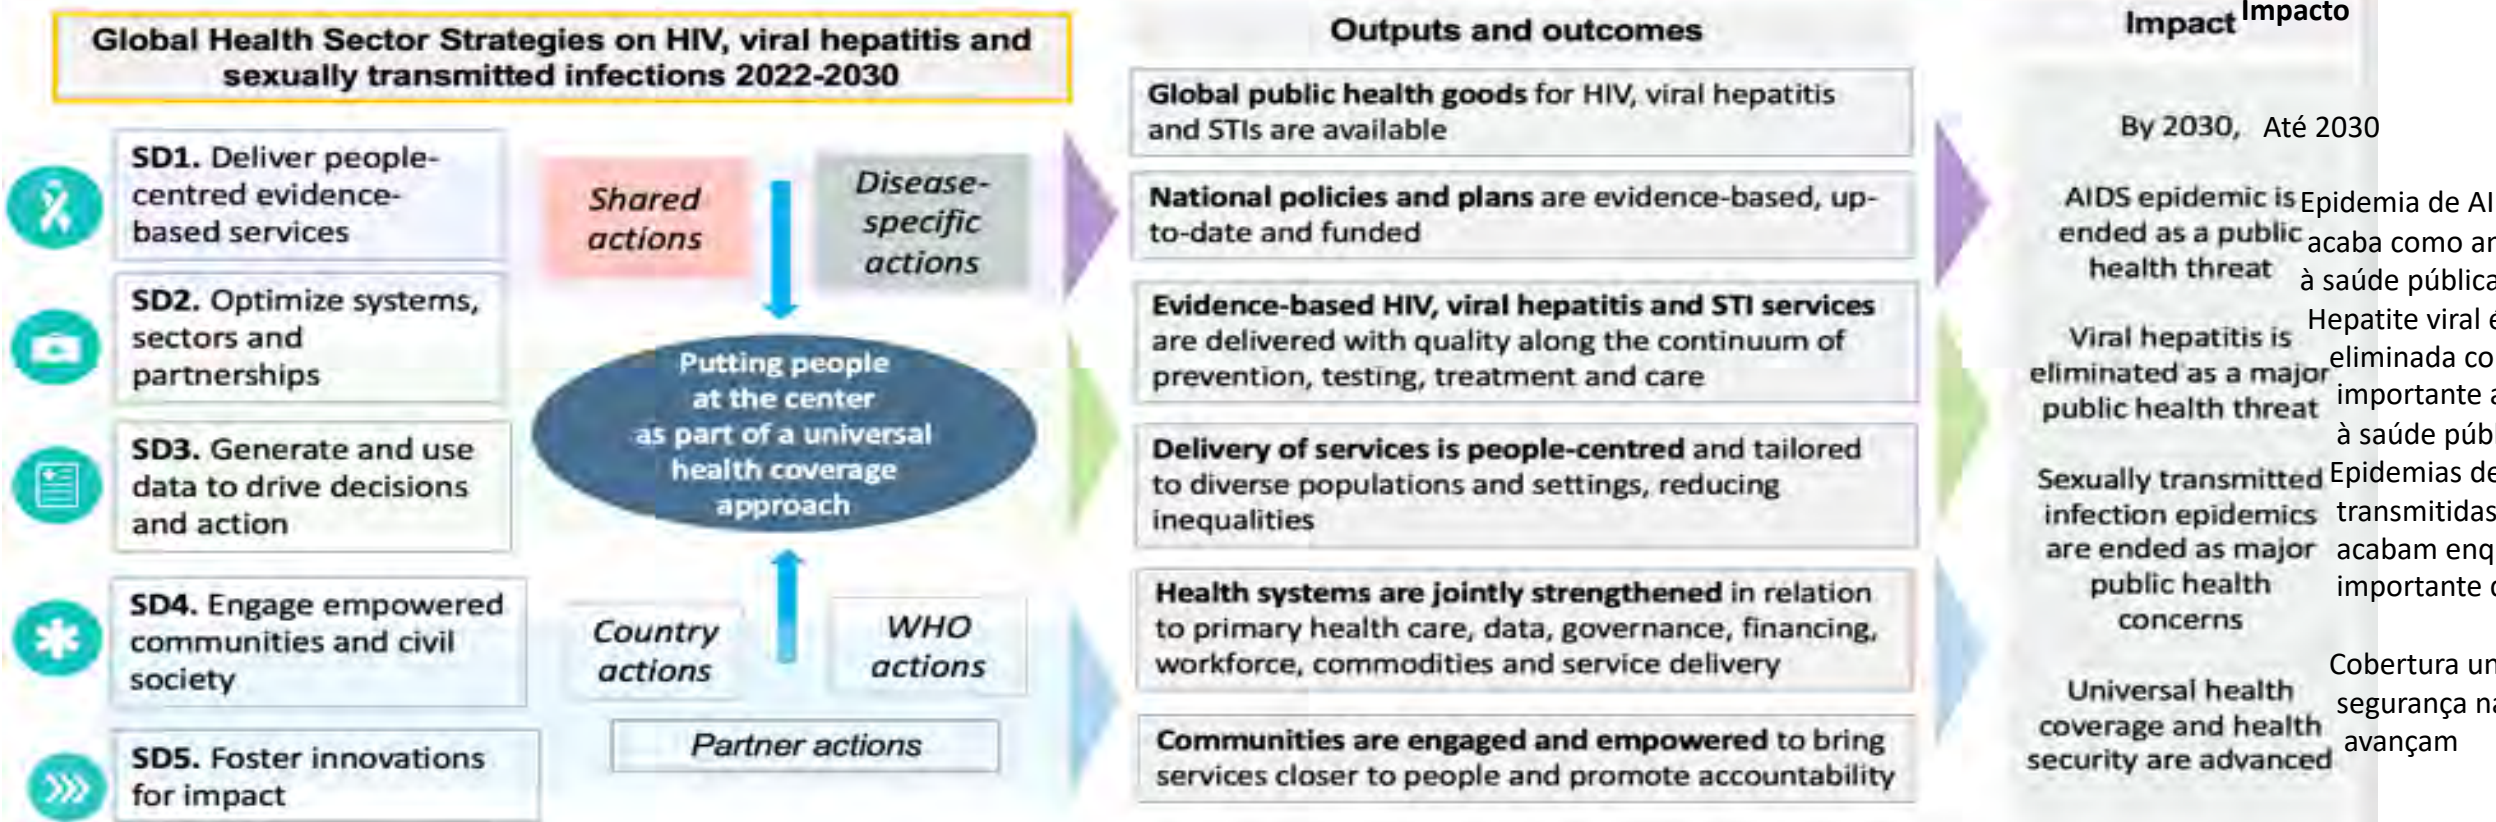 Global Health Sector Strategies on HIV, viral hepatitis and
sexually transmitted infections 2022-2030
SD1. Deliver people-
centred evidence-
based services
SD2. Optimize systems,
sectors and
partnerships
SD3. Generate and use
data to drive decisions
and action
SD4. Engage empowered
communities and civil
society
SD5. Foster innovations
for impact
Shared
actions
Disease-
specific
actions
Putting people
at the center
as part of a universal
health coverage
approach
Country
actions
WHO
actions
Partner actions
Outputs and outcomes
Global public health goods for HIV, viral hepatitis
and STIs are available
National policies and plans are evidence-based, up-
to-date and funded
Evidence-based HIV, viral hepatitis and STI services
are delivered with quality along the continuum of
prevention, testing, treatment and care
Delivery of services is people-centred and tailored
to diverse populations and settings, reducing
inequalities
Health systems are jointly strengthened in relation
to primary health care, data, governance, financing,
workforce, commodities and service delivery
Communities are engaged and empowered to bring
services closer to people and promote accountability
Impact
By 2030,
AIDS epidemic is
ended as a public
health threat
Viral hepatitis is
eliminated as a major
public health threat
Sexually transmitted
infection epidemics
are ended as major
public health
concerns
Universal health
coverage and health
security are advanced
Impacto
Até 2030
Epidemia de
acaba como
à saúde pública
Hepatite viral
eliminada
importante
à saúde
Epidemias
transmitidas
acabam
importante
Cobertura
segurança
avançam